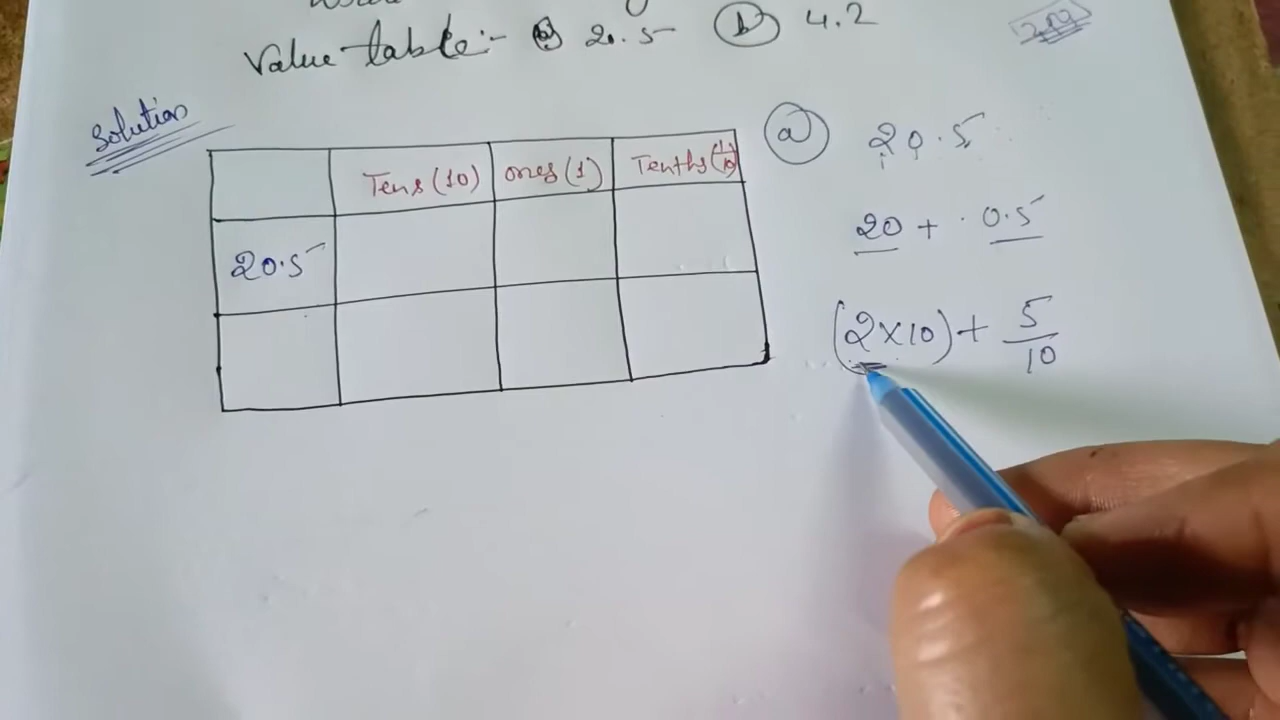 Value table:- (a) 20.5 (b) 4.2
Solution
Tens (10) ones (1) Tenths (1/10)
20.5
(a) 20.5
20 + 0.5
(2×10) + 5/10